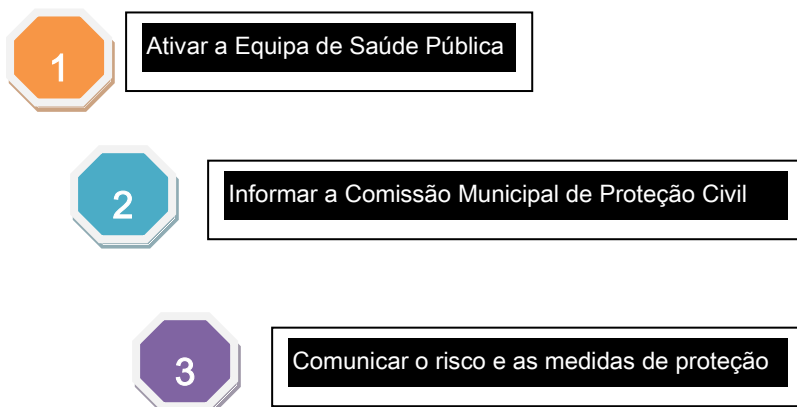 1
Ativar a Equipa de Saúde Pública
2
Informar a Comissão Municipal de Proteção Civil
3
Comunicar o risco e as medidas de proteção